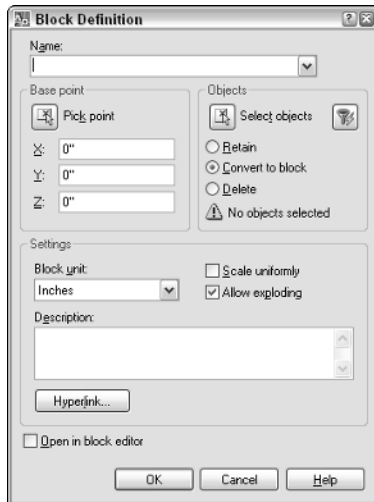 Block Definition
Name:
Base point
Pick point
X: 0"
Y: 0"
Z: 0"
Objects
Select objects
Retain
Convert to block
Delete
No objects selected
Settings
Block unit:
Inches
Scale uniformly
Allow exploding
Description:
Hyperlink...
Open in block editor
OK Cancel Help